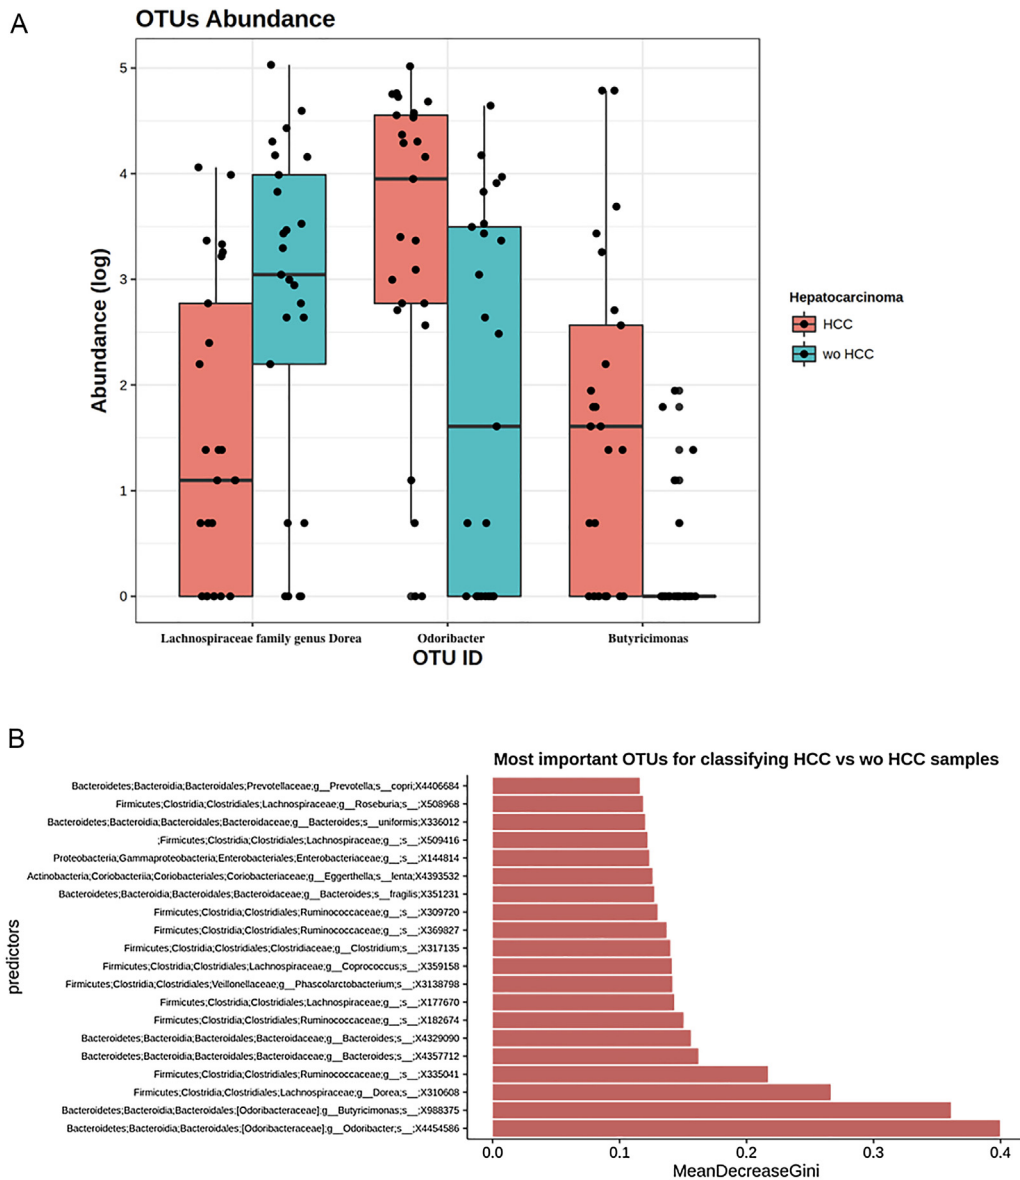 A
OTUs Abundance
5
4
3
2
1
0
Abundance (log)
Lachnospiraceae family genus Dorea
Odoribacter
Butyricimonas
OTU ID
Hepatocarcinoma
HCC
wo HCC
B
Most important OTUs for classifying HCC vs wo HCC samples
predictors
Bacteroidetes;Bacteroidia;Bacteroidales;Prevotellaceae;g__Prevotella;s__copri;X4406684
Firmicutes;Clostridia;Clostridiales;Lachnospiraceae;g__Roseburia;s__;X508968
Bacteroidetes;Bacteroidia;Bacteroidales;Bacteroidaceae;g__Bacteroides;s__uniformis;X336012
;Firmicutes;Clostridia;Clostridiales;Lachnospiraceae;g__;s__;X509416
Proteobacteria;Gammaproteobacteria;Enterobacteriales;Enterobacteriaceae;g__;s__;X144814
Actinobacteria;Coriobacteriia;Coriobacteriales;Coriobacteriaceae;g__Eggerthella;s__lenta;X4393532
Bacteroidetes;Bacteroidia;Bacteroidales;Bacteroidaceae;g__Bacteroides;s__fragilis;X351231
Firmicutes;Clostridia;Clostridiales;Ruminococcaceae;g__;s__;X309720
Firmicutes;Clostridia;Clostridiales;Ruminococcaceae;g__;s__;X369827
Firmicutes;Clostridia;Clostridiales;Clostridiaceae;g__Clostridium;s__;X317135
Firmicutes;Clostridia;Clostridiales;Lachnospiraceae;g__Coprococcus;s__;X359158
Firmicutes;Clostridia;Clostridiales;Veillonellaceae;g__Phascolarctobacterium;s__;X3138798
Firmicutes;Clostridia;Clostridiales;Lachnospiraceae;g__;s__;X177670
Firmicutes;Clostridia;Clostridiales;Ruminococcaceae;g__;s__;X182674
Bacteroidetes;Bacteroidia;Bacteroidales;Bacteroidaceae;g__Bacteroides;s__;X4329090
Bacteroidetes;Bacteroidia;Bacteroidales;Bacteroidaceae;g__Bacteroides;s__;X4357712
Firmicutes;Clostridia;Clostridiales;Ruminococcaceae;g__;s__;X335041
Firmicutes;Clostridia;Clostridiales;Lachnospiraceae;g__Dorea;s__;X310608
Bacteroidetes;Bacteroidia;Bacteroidales;[Odoribacteraceae];g__Butyricimonas;s__;X988375
Bacteroidetes;Bacteroidia;Bacteroidales;[Odoribacteraceae];g__Odoribacter;s__;X4454586
0.0 0.1 0.2 0.3 0.4
MeanDecreaseGini